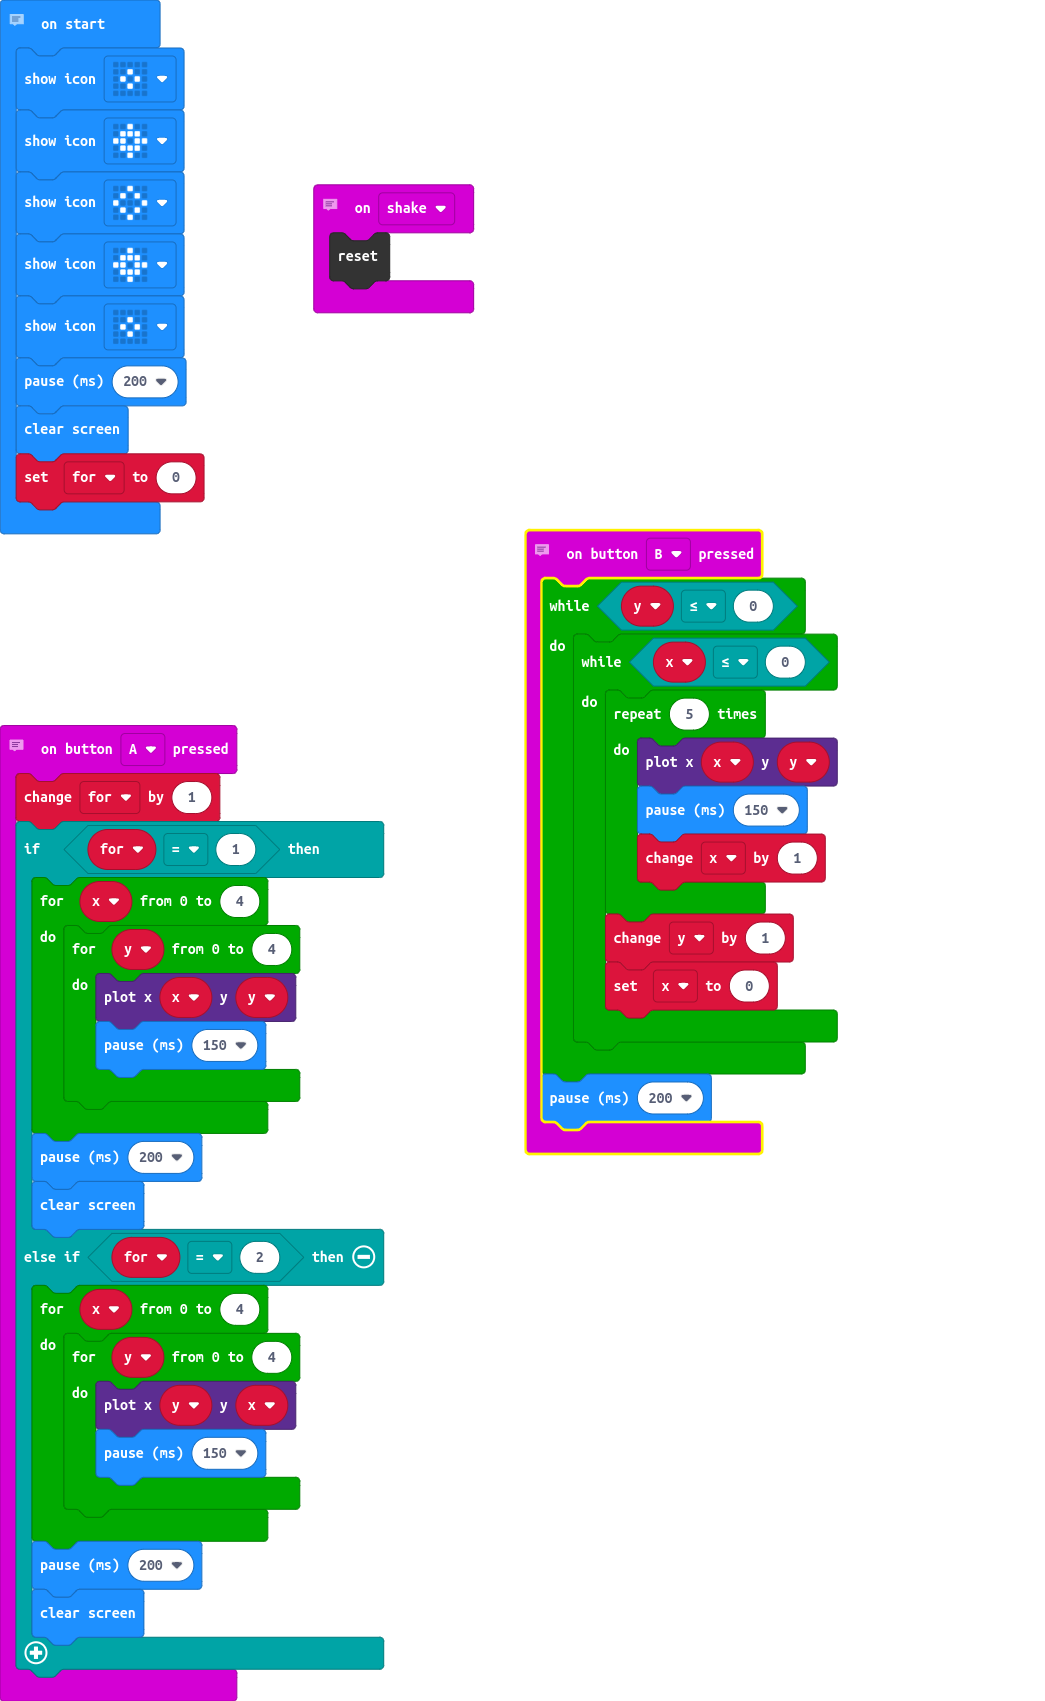 on start
show icon
show icon
show icon
show icon
show icon
pause (ms) 200
clear screen
set for to 0
on shake
reset
on button B pressed
while y ≤ 0
do
while x ≤ 0
do
repeat 5 times
do
plot x x y y
pause (ms) 150
change x by 1
change y by 1
set x to 0
pause (ms) 200
on button A pressed
change for by 1
if for = 1 then
for x from 0 to 4
do
for y from 0 to 4
do
plot x x y y
pause (ms) 150
pause (ms) 200
clear screen
else if for = 2 then
for x from 0 to 4
do
for y from 0 to 4
do
plot x y y x
pause (ms) 150
pause (ms) 200
clear screen